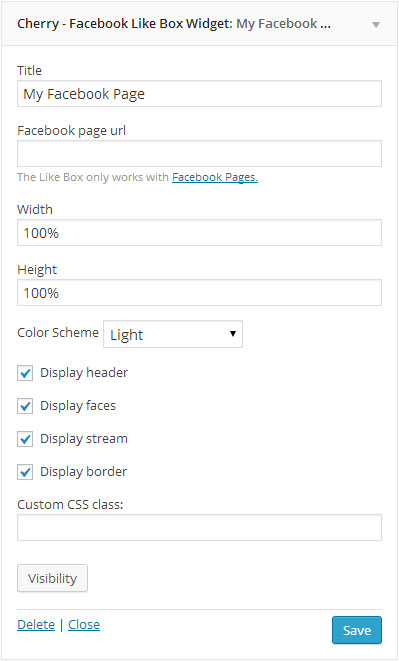 Cherry - Facebook Like Box Widget: My Facebook ...
Title
My Facebook Page
Facebook page url
The Like Box only works with Facebook Pages.
Width
100%
Height
100%
Color Scheme Light
Display header
Display faces
Display stream
Display border
Custom CSS class:
Visibility
Delete | Close Save